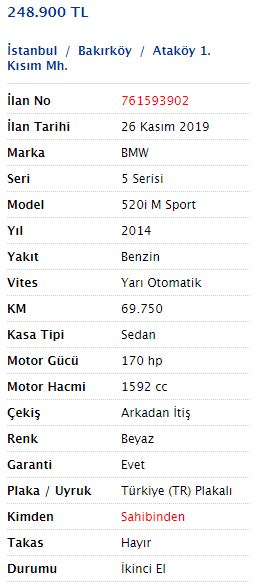 248.900 TL
İstanbul / Bakırköy / Ataköy 1.
Kısım Mh.
İlan No 761593902
İlan Tarihi 26 Kasım 2019
Marka BMW
Seri 5 Serisi
Model 520i M Sport
Yıl 2014
Yakıt Benzin
Vites Yarı Otomatik
KM 69.750
Kasa Tipi Sedan
Motor Gücü 170 hp
Motor Hacmi 1592 cc
Çekiş Arkadan İtiş
Renk Beyaz
Garanti Evet
Plaka / Uyruk Türkiye (TR) Plakalı
Kimden Sahibinden
Takas Hayır
Durumu İkinci El